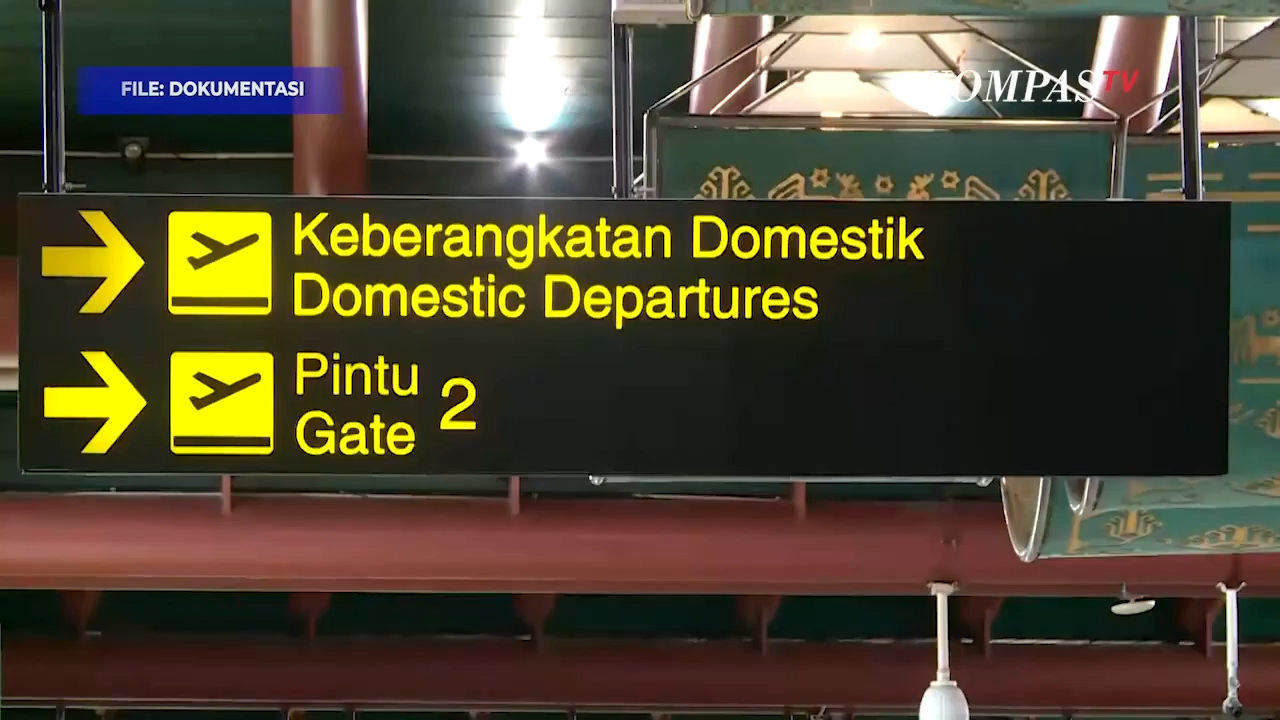 FILE: DOKUMENTASI
KOMPAS TV
Keberangkatan Domestik
Domestic Departures
Pintu
Gate
2